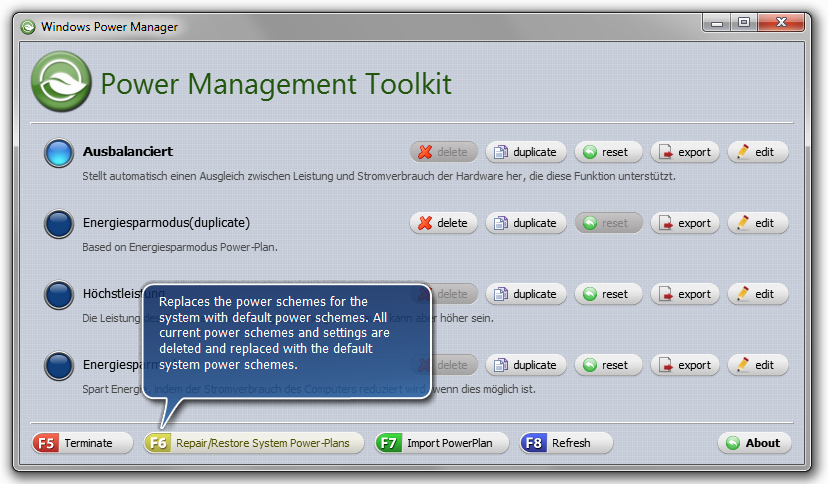 Windows Power Manager
Power Management Toolkit
Ausbalanciert
delete duplicate reset export edit
Stellt automatisch einen Ausgleich zwischen Leistung und Stromverbrauch der Hardware her, die diese Funktion unterstützt.
Energiesparmodus(duplicate)
delete duplicate reset export edit
Based on Energiesparmodus Power-Plan.
Höchstleistung
delete duplicate reset export edit
Die Leistung kann aber höher sein.
delete duplicate reset export edit
Spart Energie, indem der Stromverbrauch des Computers reduziert wird, wenn dies möglich ist.
Replaces the power schemes for the
system with default power schemes. All
current power schemes and settings are
deleted and replaced with the default
system power schemes.
F5 Terminate F6 Repair/Restore System Power-Plans F7 Import PowerPlan F8 Refresh About